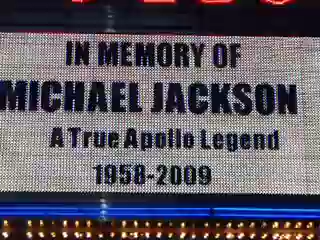 IN MEMORY OF
MICHAEL JACKSON
A True Apollo Legend
1958-2009